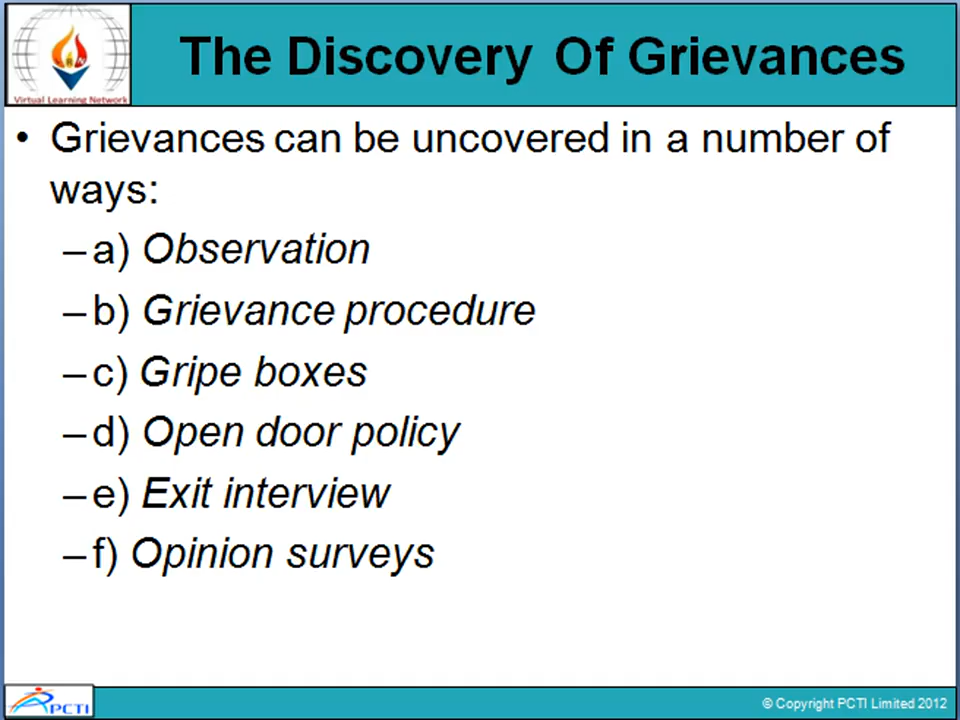 Virtual Learning Network
The Discovery Of Grievances
• Grievances can be uncovered in a number of
ways:
– a) Observation
– b) Grievance procedure
– c) Gripe boxes
– d) Open door policy
– e) Exit interview
– f) Opinion surveys
PCTI
© Copyright PCTI Limited 2012